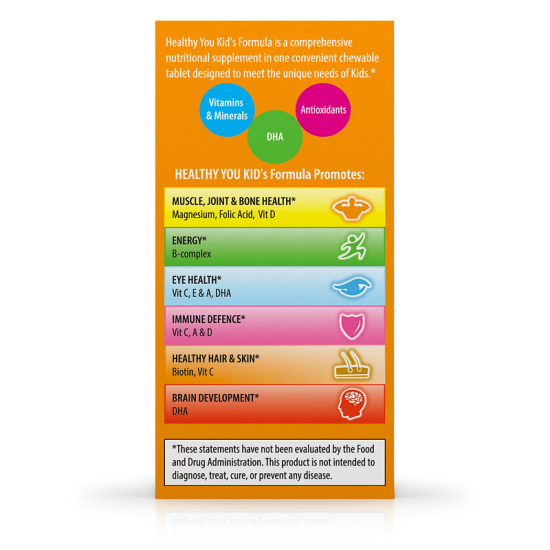 Healthy You Kid's Formula is a comprehensive
nutritional supplement in one convenient chewable
tablet designed to meet the unique needs of Kids.*
Vitamins
& Minerals
Antioxidants
DHA
HEALTHY YOU KID's Formula Promotes:
MUSCLE, JOINT & BONE HEALTH*
Magnesium, Folic Acid, Vit D
ENERGY*
B-complex
EYE HEALTH*
Vit C, E & A, DHA
IMMUNE DEFENCE*
Vit C, A & D
HEALTHY HAIR & SKIN*
Biotin, Vit C
BRAIN DEVELOPMENT*
DHA
*These statements have not been evaluated by the Food
and Drug Administration. This product is not intended to
diagnose, treat, cure, or prevent any disease.